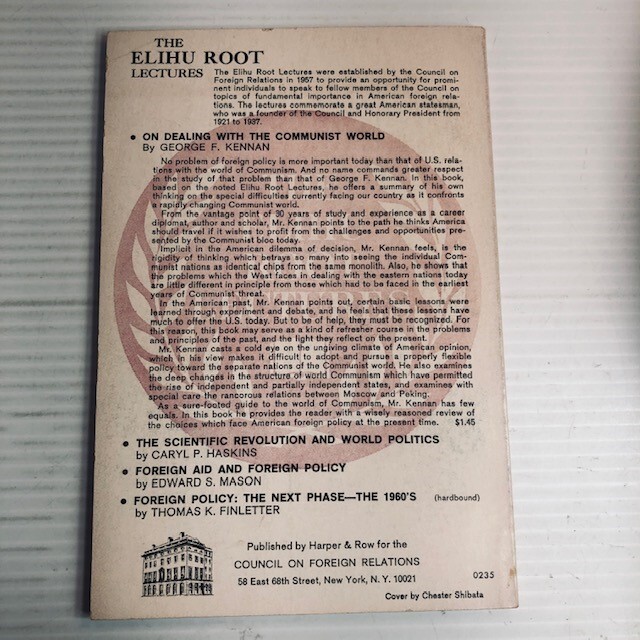 THE
ELIHU ROOT
LECTURES
The Elihu Root Lectures were established by the Council on
Foreign Relations in 1957 to provide an opportunity for promi-
nent individuals to speak to fellow members of the Council on
topics of fundamental importance in American foreign rela-
tions. The lectures commemorate a great American statesman,
who was a founder of the Council and Honorary President from
1921 to 1937.
• ON DEALING WITH THE COMMUNIST WORLD
By GEORGE F. KENNAN
No problem of foreign policy is more important today than that of U.S. rela-
tions with the world of Communism. And no name commands greater respect
in the study of that problem than that of George F. Kennan. In this book,
based on the noted Elihu Root Lectures, he offers a summary of his own
thinking on the special difficulties currently facing our country as it confronts
a rapidly changing Communist world.
From the vantage point of 30 years of study and experience as a career
diplomat, author and scholar, Mr. Kennan points to the path he thinks America
should travel if it wishes to profit from the challenges and opportunities pre-
sented by the Communist bloc today.
Implicit in the American dilemma of decision, Mr. Kennan feels, is the
rigidity of thinking which betrays so many into seeing the individual Com-
munist nations as identical chips from the same monolith. Also, he shows that
the problems which the West faces in dealing with the eastern nations today
are little different in principle from those which had to be faced in the earliest
years of Communist threat.
In the American past, Mr. Kennan points out, certain basic lessons were
learned through experiment and debate, and he feels that these lessons have
much to offer the U.S. today. But to be of help, they must be recognized. For
this reason, this book may serve as a kind of refresher course in the problems
and principles of the past, and the light they reflect on the present.
Mr. Kennan casts a cold eye on the ungiving climate of American opinion,
which in his view makes it difficult to adopt and pursue a properly flexible
policy toward the separate nations of the Communist world. He also examines
the deep changes in the structure of world Communism which have permitted
the rise of independent and partially independent states, and examines with
special care the rancorous relations between Moscow and Peking.
As a sure-footed guide to the world of Communism, Mr. Kennan has few
equals. In this book he provides the reader with a wisely reasoned review of
the choices which face American foreign policy at the present time. $1.45
• THE SCIENTIFIC REVOLUTION AND WORLD POLITICS
by CARYL P. HASKINS
• FOREIGN AID AND FOREIGN POLICY
by EDWARD S. MASON
• FOREIGN POLICY: THE NEXT PHASE—THE 1960'S (hardbound)
by THOMAS K. FINLETTER
Published by Harper & Row for the
COUNCIL ON FOREIGN RELATIONS
58 East 68th Street, New York, N. Y. 10021
0235
Cover by Chester Shibata